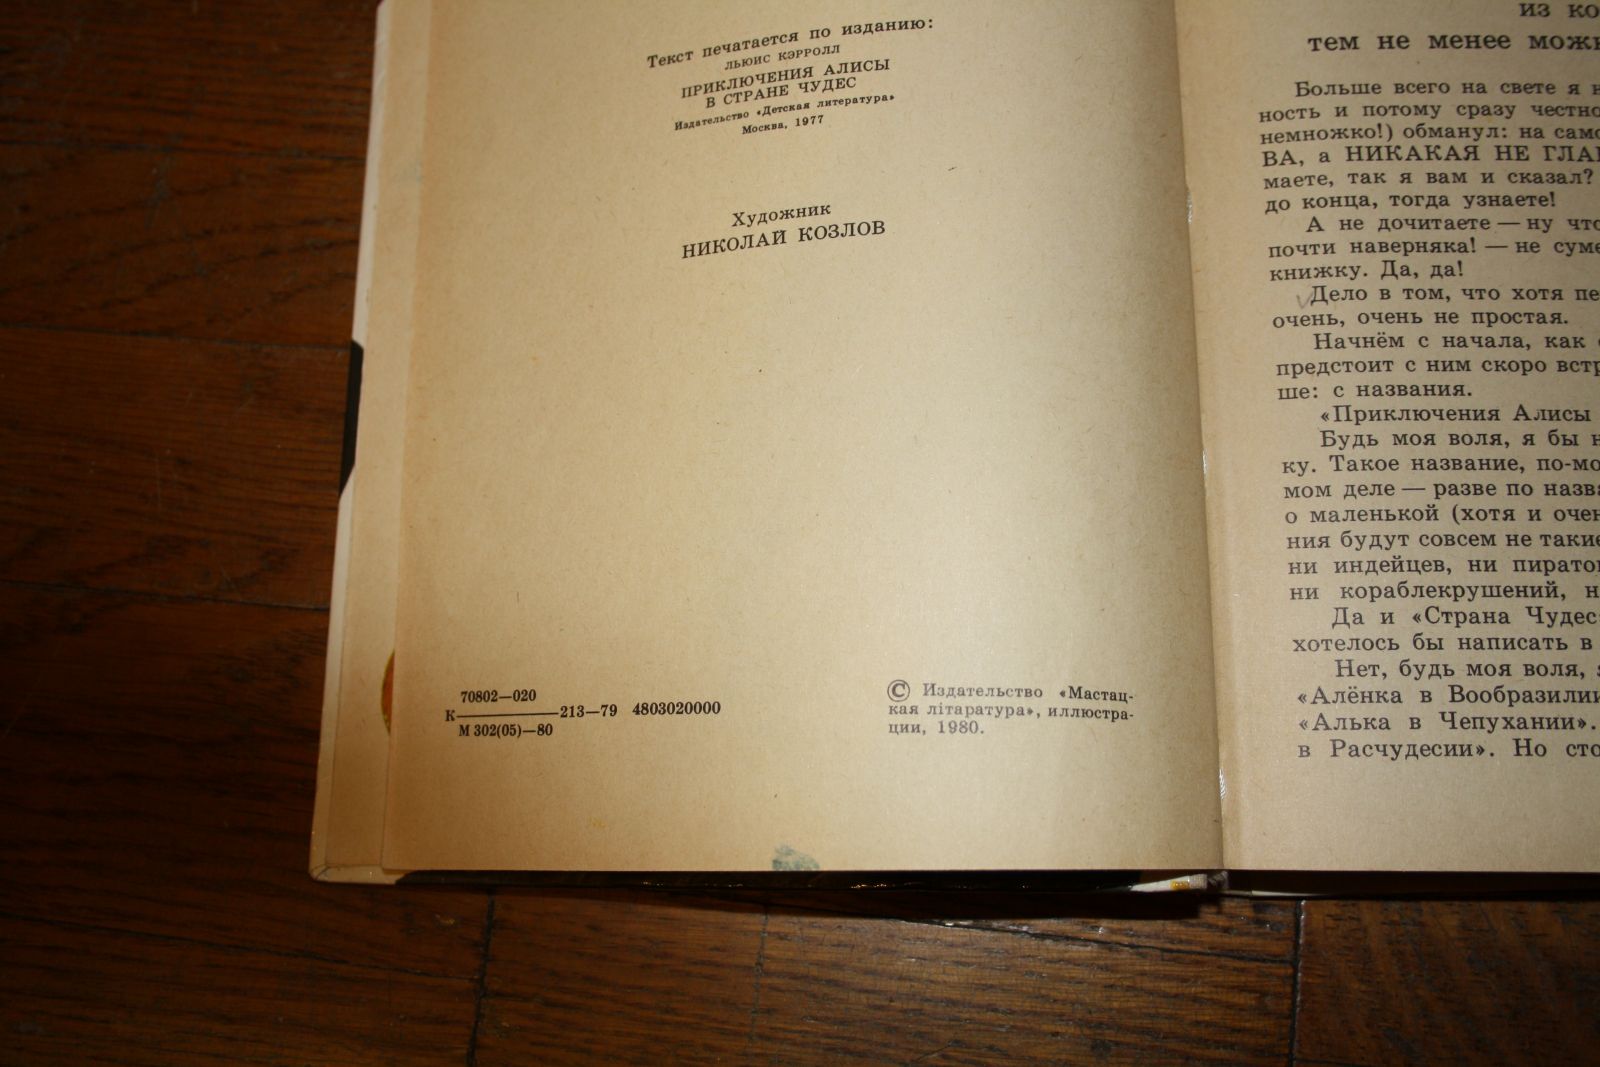 Текст печатается по изданию:
ЛЬЮИС КЭРРОЛЛ
ПРИКЛЮЧЕНИЯ АЛИСЫ
В СТРАНЕ ЧУДЕС
Издательство «Детская литература»
Москва, 1977
Художник
НИКОЛАЙ КОЗЛОВ
70802—020
К————213—79 4803020000
М 302(05)—80
© Издательство «Мастац-
кая лiтаратура», иллюстра-
ции, 1980.
из ко
тем не менее можн
Больше всего на свете я н
ность и потому сразу честно
немножко!) обманул: на само
ВА, а НИКАКАЯ НЕ ГЛАВ
маете, так я вам и сказал?
до конца, тогда узнаете!
А не дочитаете — ну что
почти наверняка! — не суме
книжку. Да, да!
Дело в том, что хотя пе
очень, очень не простая.
Начнём с начала, как
предстоит с ним скоро встр
ше: с названия.
«Приключения Алисы
Будь моя воля, я бы н
ку. Такое название, по-мо
мом деле — разве по назва
о маленькой (хотя и очен
ния будут совсем не такие
ни индейцев, ни пирато
ни кораблекрушений, н
Да и «Страна Чудес
хотелось бы написать в
Нет, будь моя воля, я
«Алёнка в Вообразилии
«Алька в Чепухании».
в Расчудесии». Но сто